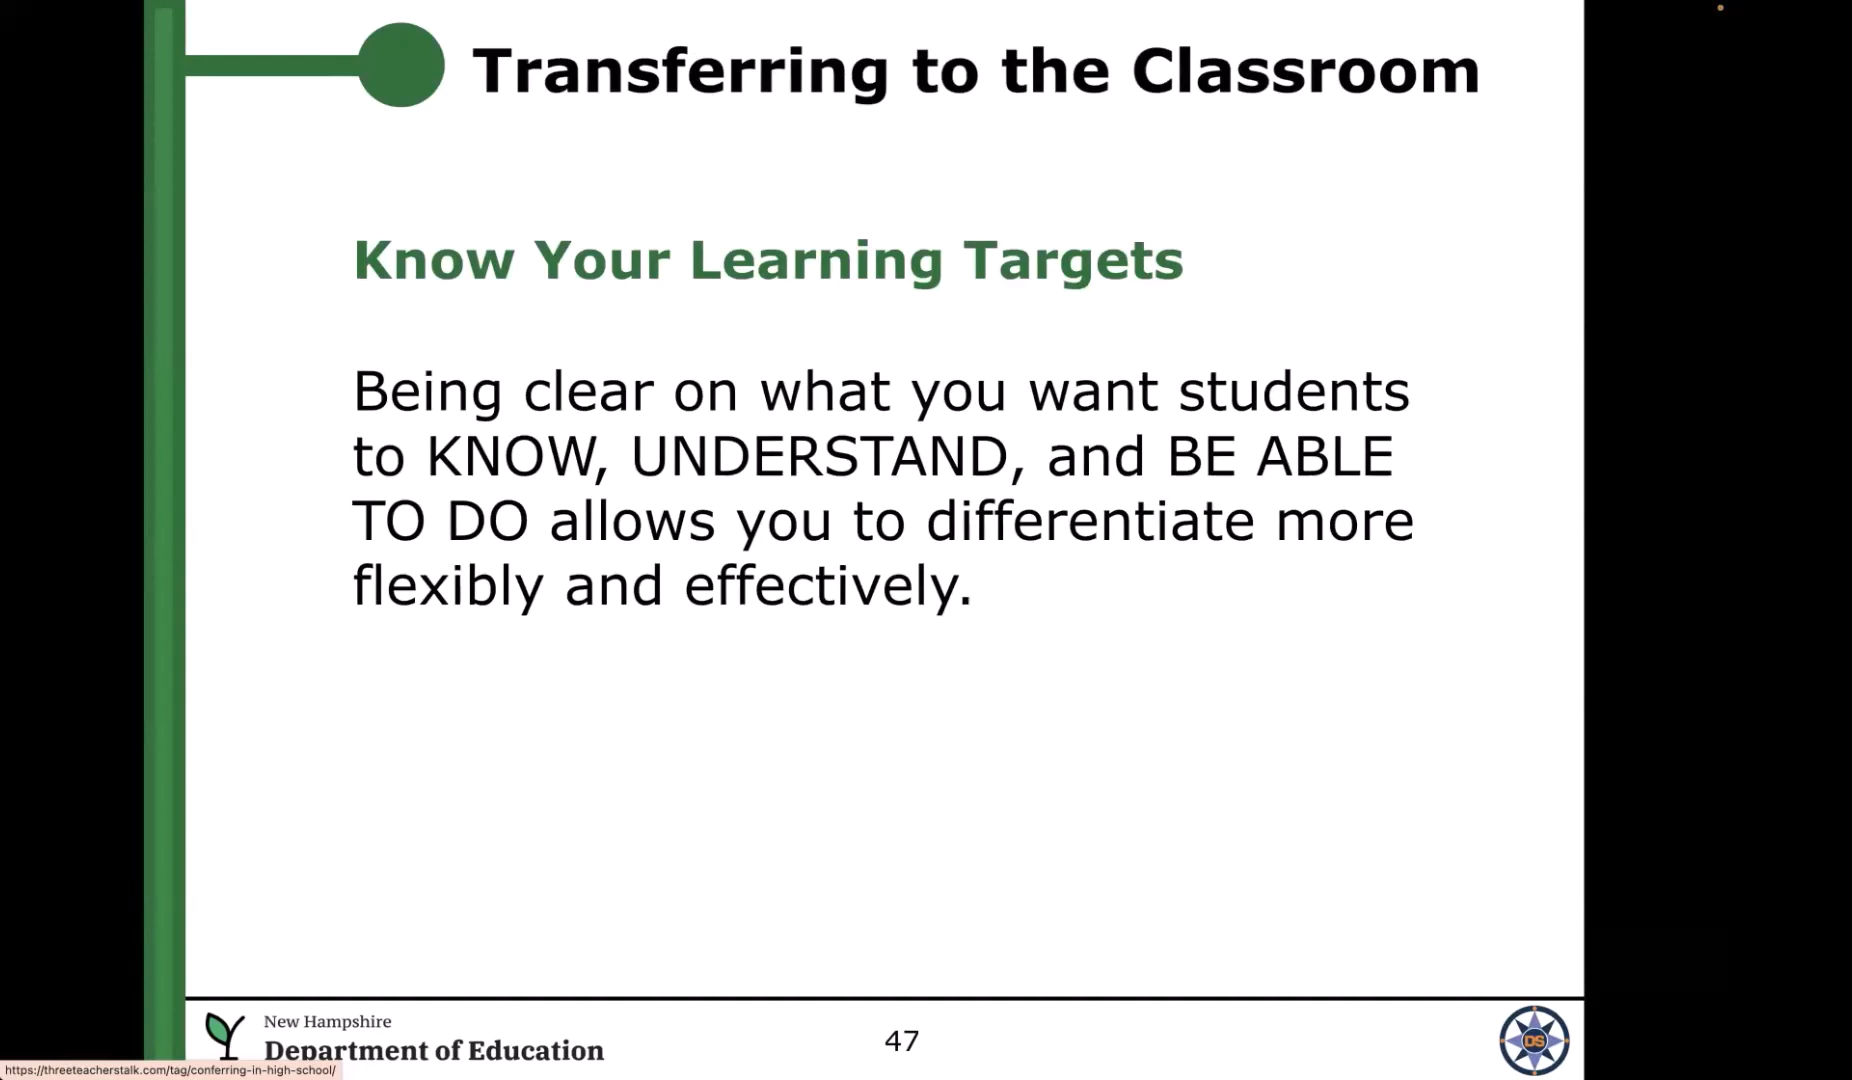 Transferring to the Classroom
Know Your Learning Targets
Being clear on what you want students
to KNOW, UNDERSTAND, and BE ABLE
TO DO allows you to differentiate more
flexibly and effectively.
New Hampshire
Department of Education
47
DS
https://threeteacherstalk.com/tag/conferring-in-high-school/